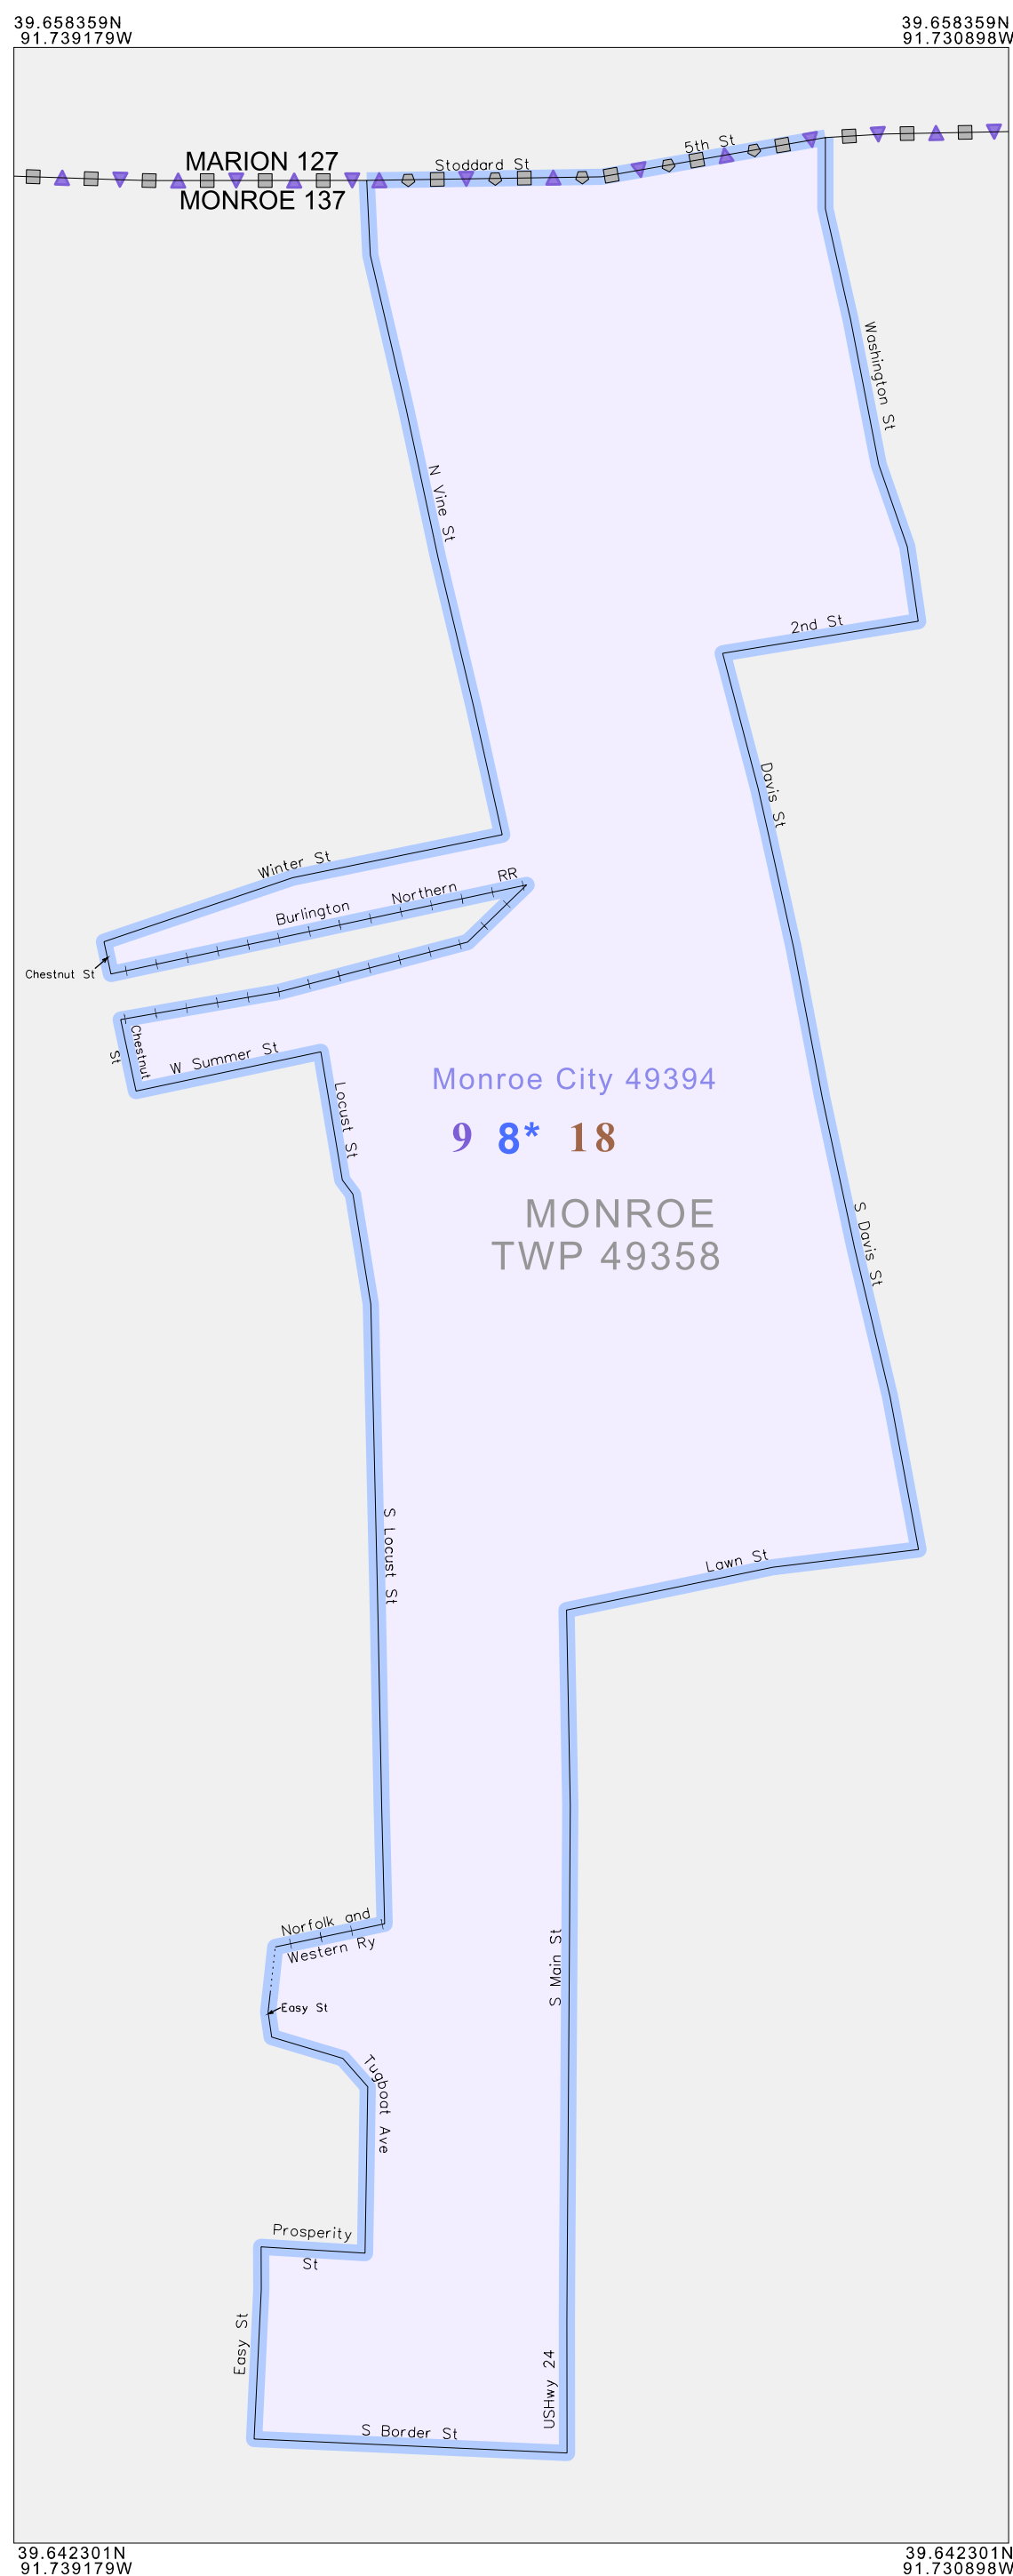 39.658359N
91.739179W
39.658359N
91.730898W
MARION 127
MONROE 137
Stoddard St
5th St
Washington St
N Vine St
2nd St
Davis St
Winter St
Burlington Northern RR
Chestnut St
Chestnut
St
W Summer St
Locust St
Monroe City 49394
9 8* 18
MONROE
TWP 49358
S Davis St
S Locust St
Lawn St
Norfolk and
Western Ry
S Main St
Easy St
Tugboat Ave
Prosperity
St
Easy St
USHwy 24
S Border St
39.642301N
91.739179W
39.642301N
91.730898W